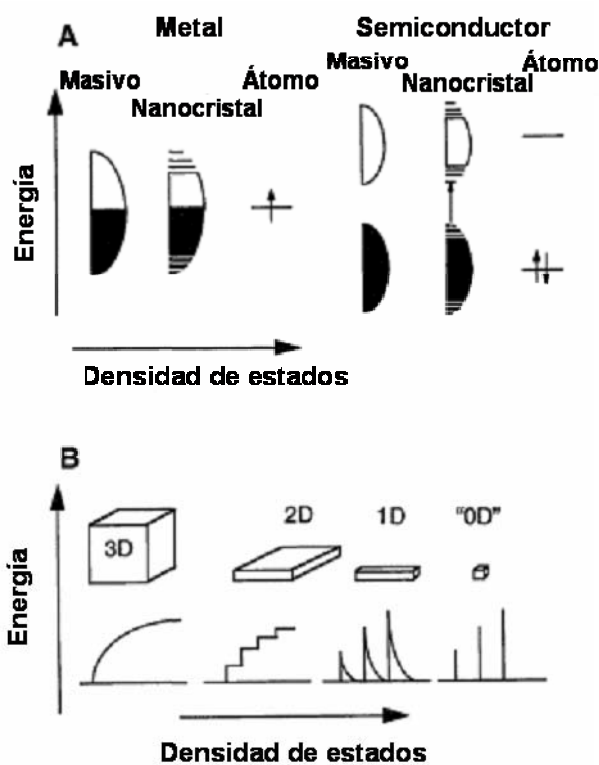 A
Metal
Semiconductor
Masivo
Nanocristal
Átomo
Masivo
Nanocristal
Átomo
Energía
Densidad de estados
B
3D
2D
1D
"0D"
Energía
Densidad de estados